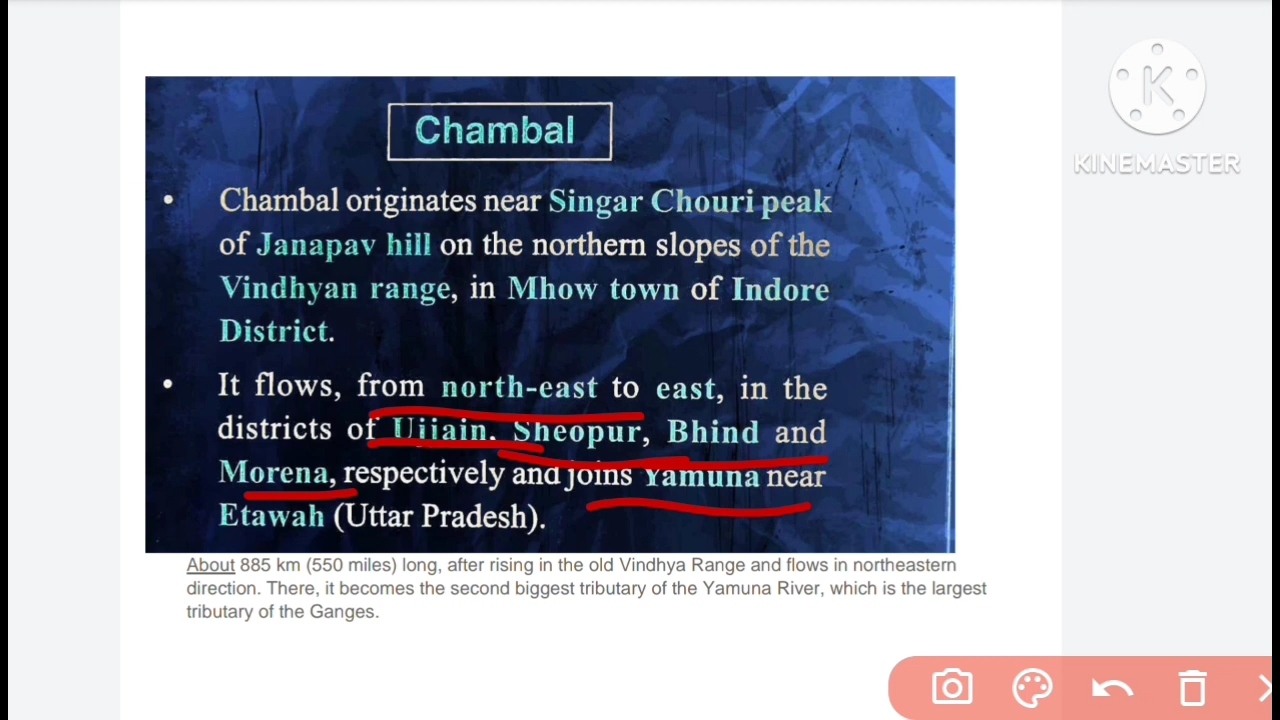 Chambal
KINEMASTER
• Chambal originates near Singar Chouri peak
of Janapav hill on the northern slopes of the
Vindhyan range, in Mhow town of Indore
District.
• It flows, from north-east to east, in the
districts of Ujjain, Sheopur, Bhind and
Morena, respectively and joins Yamuna near
Etawah (Uttar Pradesh).
About 885 km (550 miles) long, after rising in the old Vindhya Range and flows in northeastern
direction. There, it becomes the second biggest tributary of the Yamuna River, which is the largest
tributary of the Ganges.